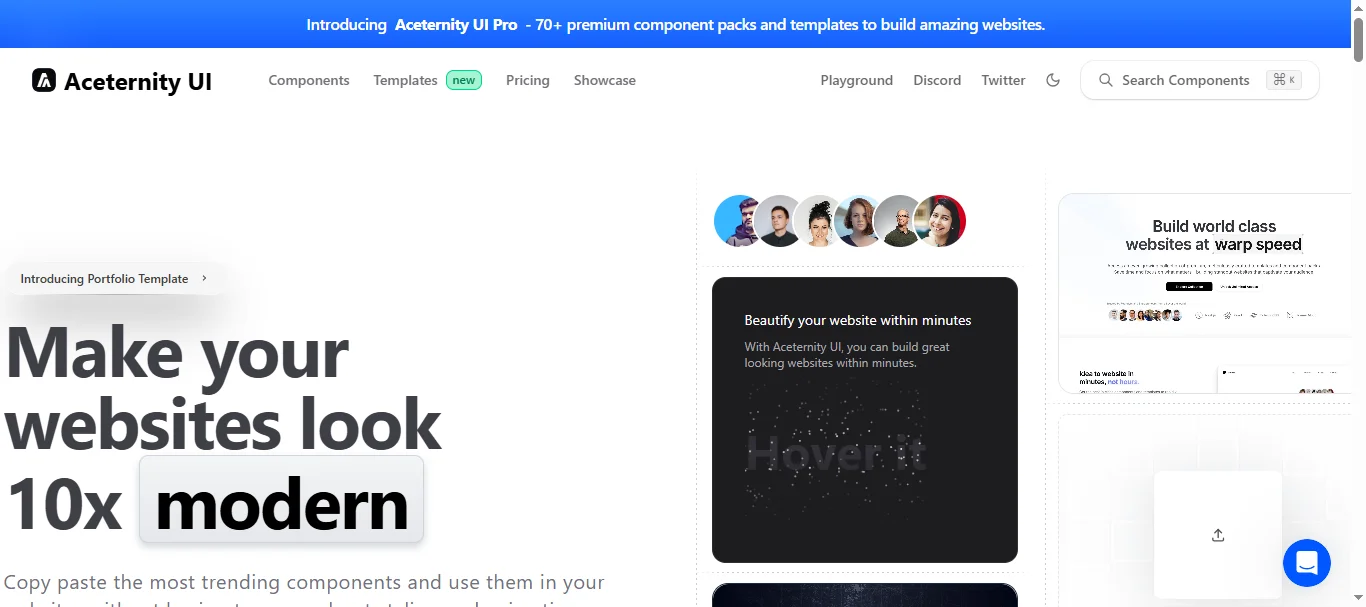 Introducing Aceternity UI Pro - 70+ premium component packs and templates to build amazing websites.
Aceternity UI
Components
Templates new
Pricing
Showcase
Playground
Discord
Twitter
Search Components
⌘ K
Introducing Portfolio Template
Make your
websites look
10x modern
Copy paste the most trending components and use them in your
Beautify your website within minutes
With Aceternity UI, you can build great
looking websites within minutes.
Hover it
Build world class
websites at warp speed
Idea to website in
minutes, not hours.